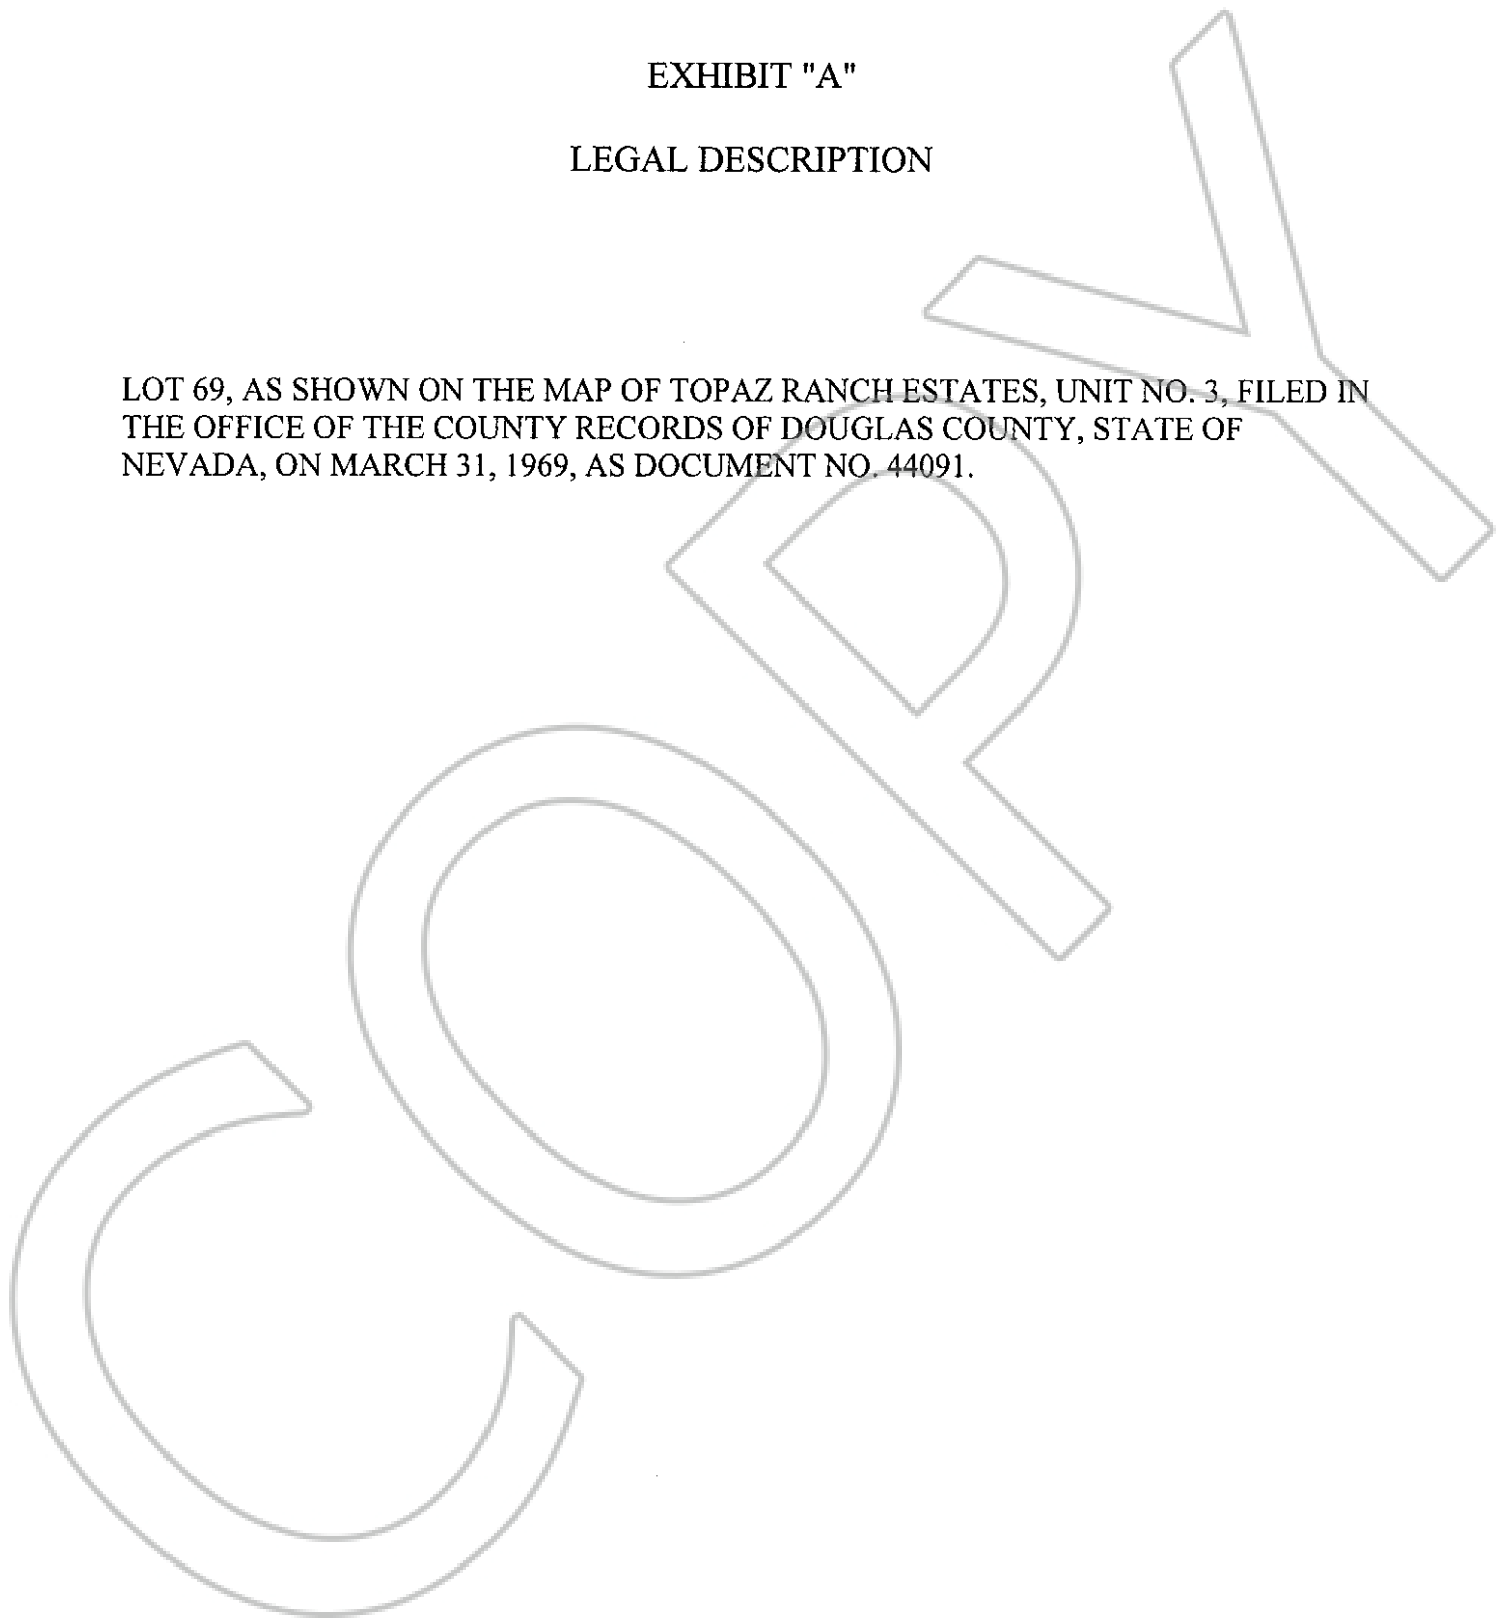 EXHIBIT "A"
LEGAL DESCRIPTION
LOT 69, AS SHOWN ON THE MAP OF TOPAZ RANCH ESTATES, UNIT NO. 3, FILED IN
THE OFFICE OF THE COUNTY RECORDS OF DOUGLAS COUNTY, STATE OF
NEVADA, ON MARCH 31, 1969, AS DOCUMENT NO. 44091.
COPY